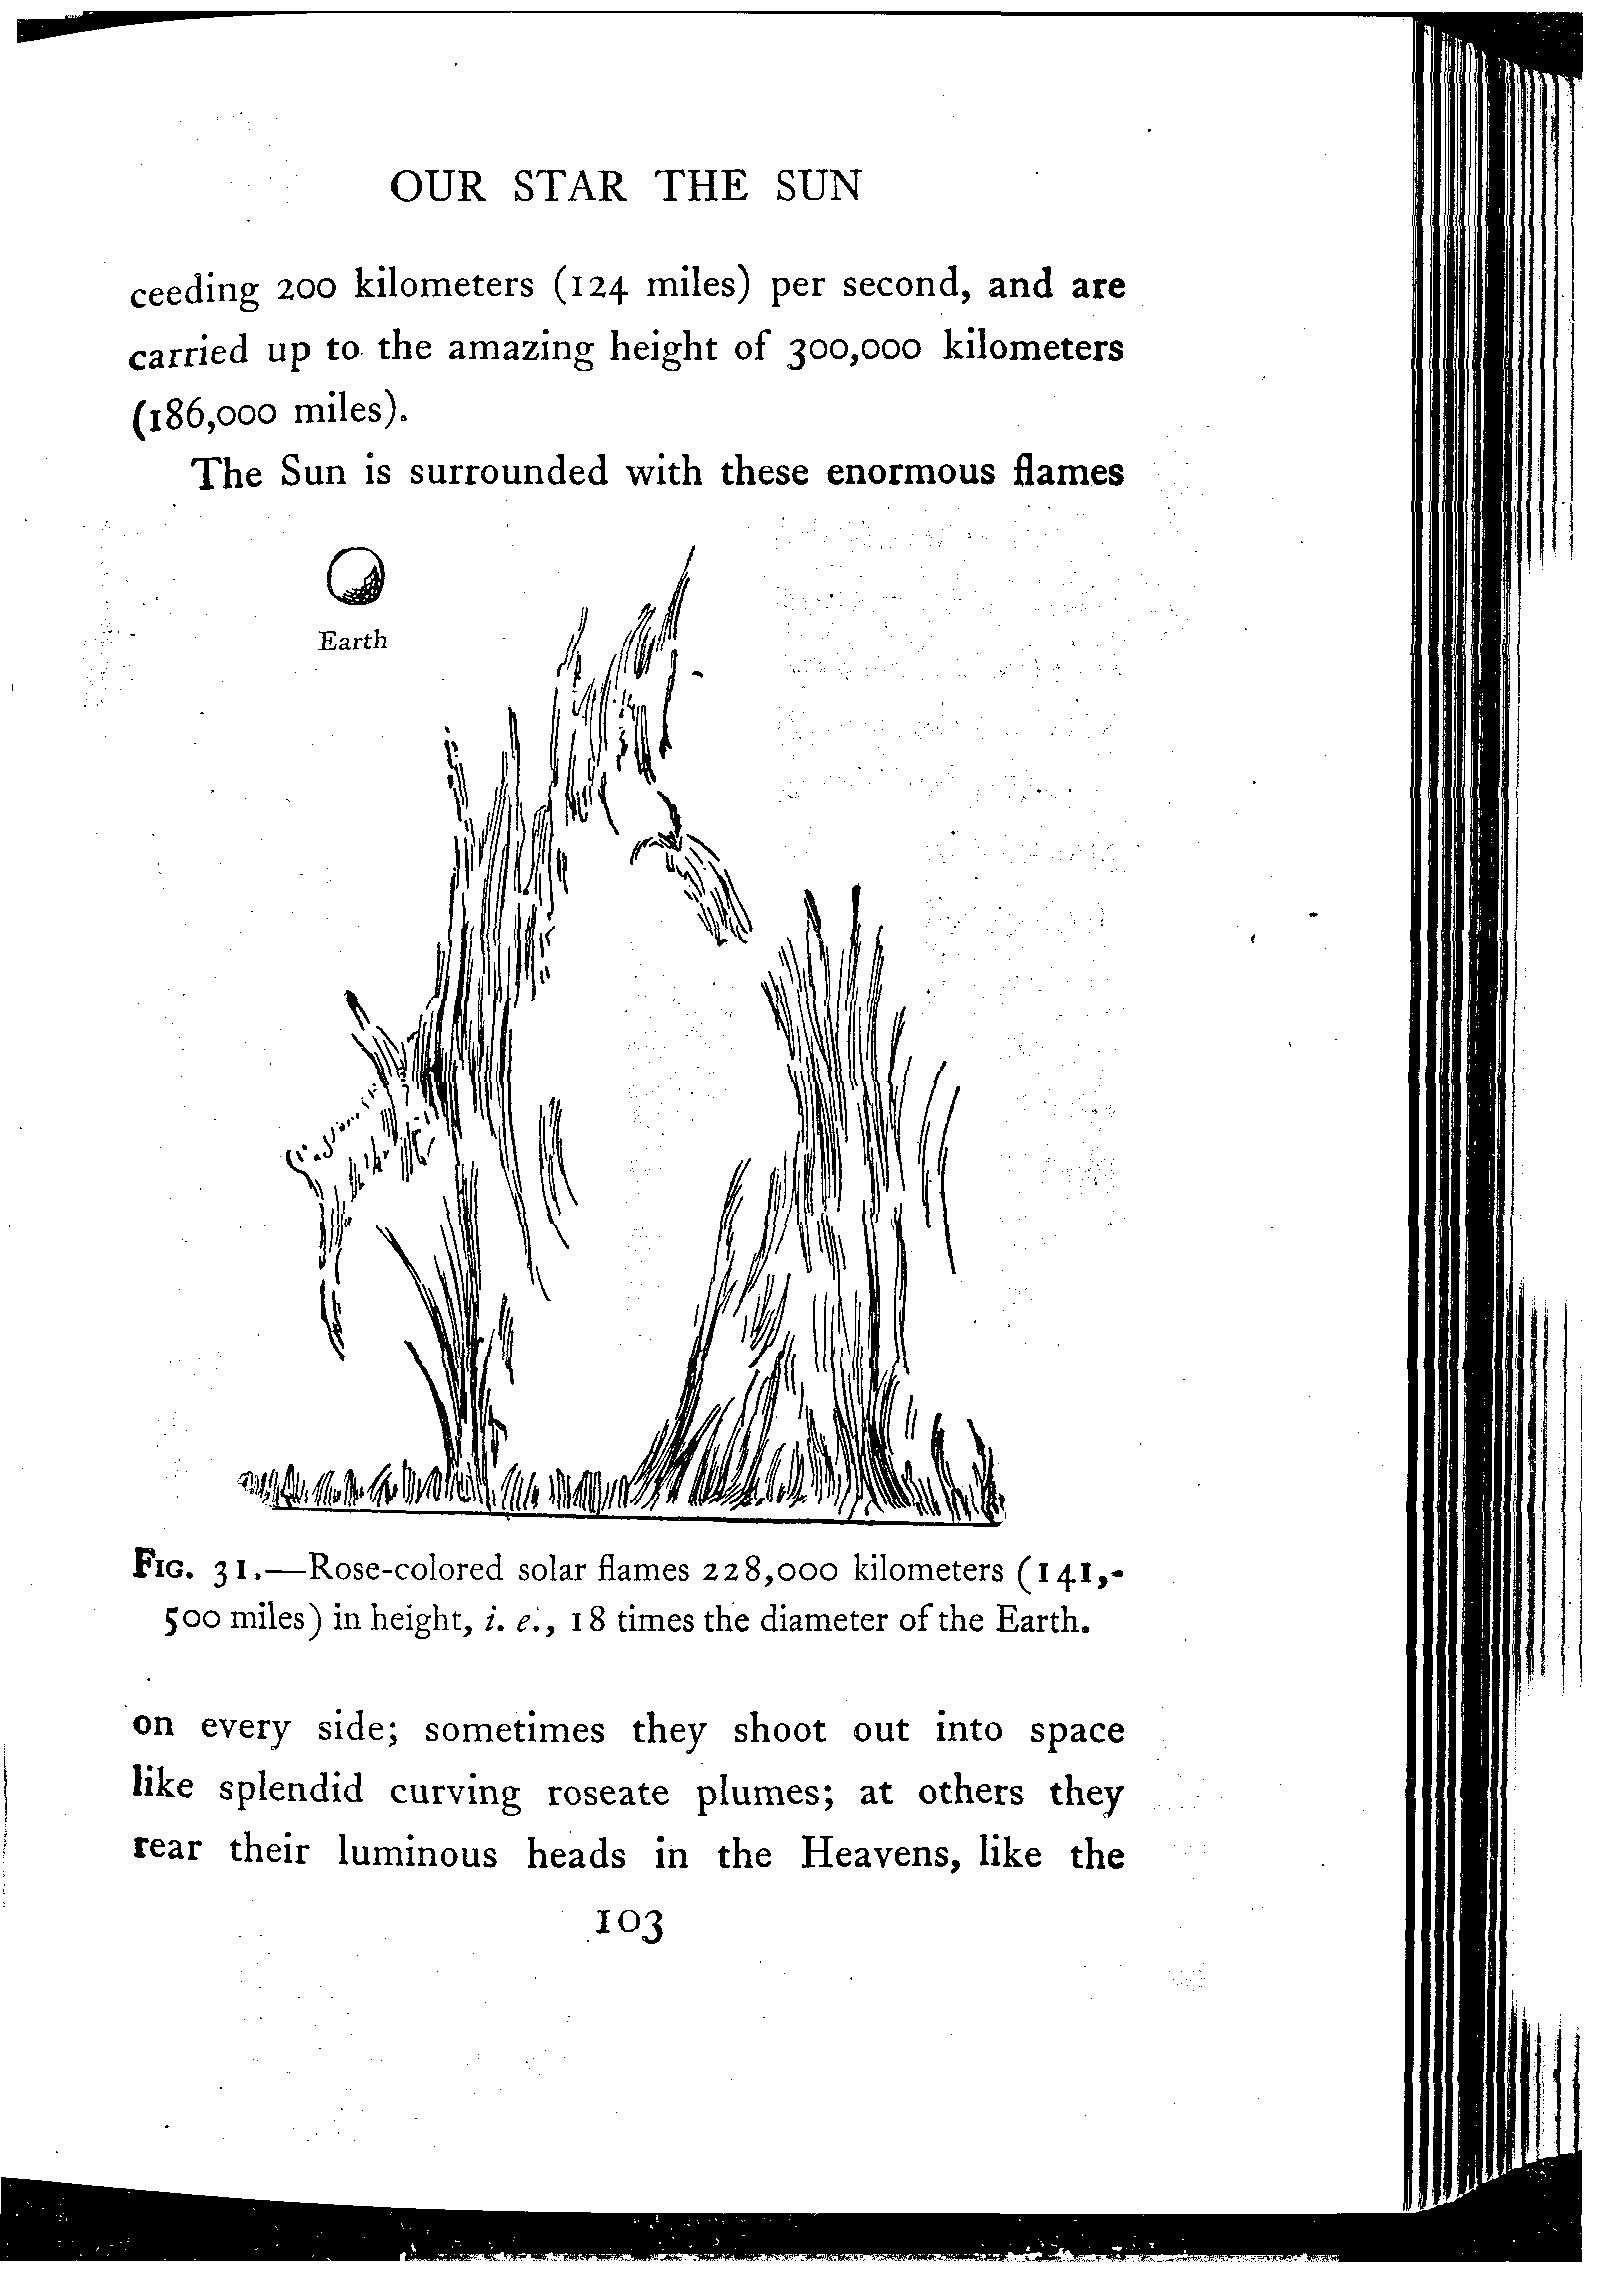 OUR STAR THE SUN
ceeding 200 kilometers (124 miles) per second, and are
carried up to the amazing height of 300,000 kilometers
(186,000 miles).
The Sun is surrounded with these enormous flames
Earth
Fig. 31.—Rose-colored solar flames 228,000 kilometers (141,-
500 miles) in height, i. e., 18 times the diameter of the Earth.
on every side; sometimes they shoot out into space
like splendid curving roseate plumes; at others they
rear their luminous heads in the Heavens, like the
103